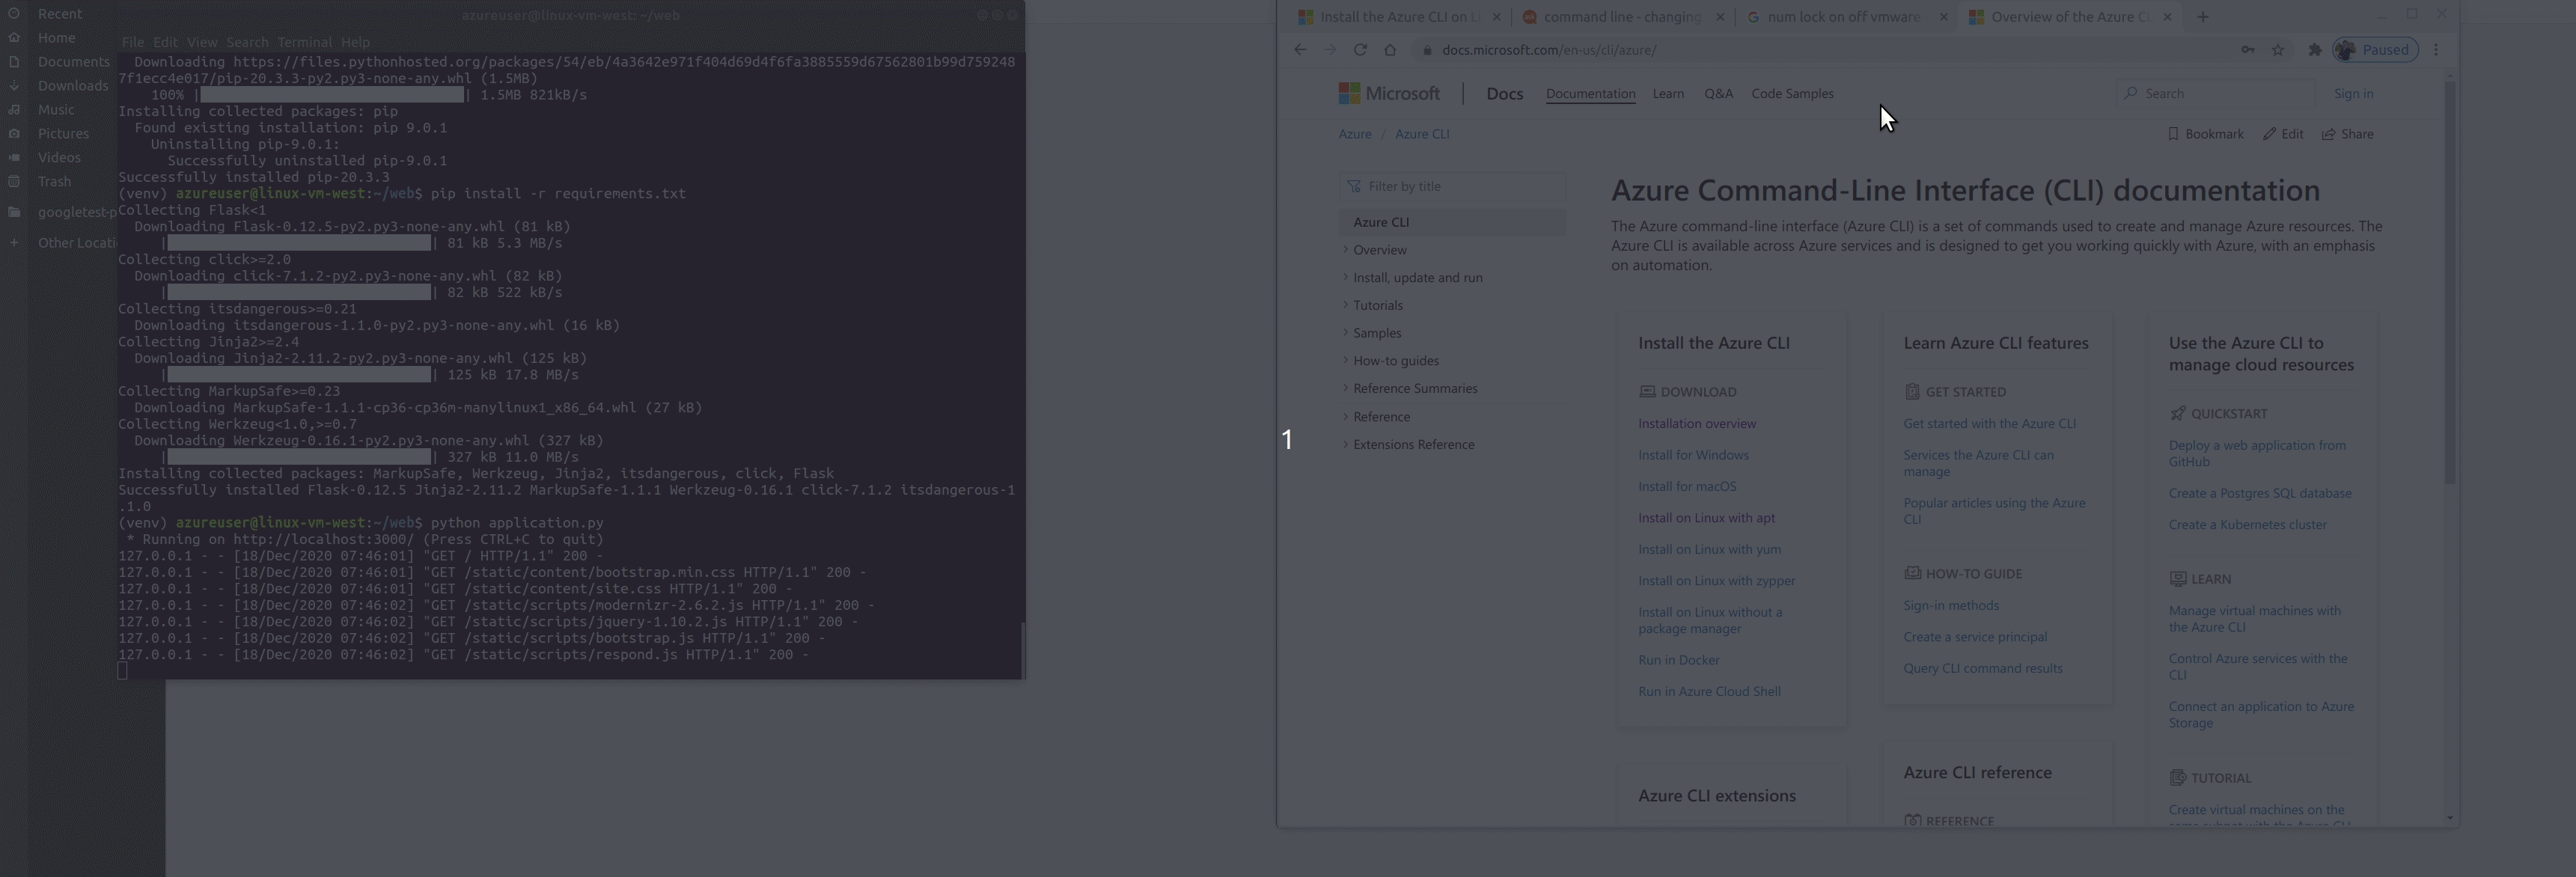 Recent
Home
Documents
Downloads
Music
Pictures
Videos
Trash
googletest-p
Other Locati
azureuser@linux-vm-west: ~/web
File Edit View Search Terminal Help
Downloading https://files.pythonhosted.org/packages/54/eb/4a3642e971f404d69d4f6fa3885559d67562801b99d759248
7f1ecc4e017/pip-20.3.3-py2.py3-none-any.whl (1.5MB)
100% | | 1.5MB 821kB/s
Installing collected packages: pip
Found existing installation: pip 9.0.1
Uninstalling pip-9.0.1:
Successfully uninstalled pip-9.0.1
Successfully installed pip-20.3.3
(venv) azureuser@linux-vm-west:~/web$ pip install -r requirements.txt
Collecting Flask<1
Downloading Flask-0.12.5-py2.py3-none-any.whl (81 kB)
| | 81 kB 5.3 MB/s
Collecting click>=2.0
Downloading click-7.1.2-py2.py3-none-any.whl (82 kB)
| | 82 kB 522 kB/s
Collecting itsdangerous>=0.21
Downloading itsdangerous-1.1.0-py2.py3-none-any.whl (16 kB)
Collecting Jinja2>=2.4
Downloading Jinja2-2.11.2-py2.py3-none-any.whl (125 kB)
| | 125 kB 17.8 MB/s
Collecting MarkupSafe>=0.23
Downloading MarkupSafe-1.1.1-cp36-cp36m-manylinux1_x86_64.whl (27 kB)
Collecting Werkzeug<1.0,>=0.7
Downloading Werkzeug-0.16.1-py2.py3-none-any.whl (327 kB)
| | 327 kB 11.0 MB/s
Installing collected packages: MarkupSafe, Werkzeug, Jinja2, itsdangerous, click, Flask
Successfully installed Flask-0.12.5 Jinja2-2.11.2 MarkupSafe-1.1.1 Werkzeug-0.16.1 click-7.1.2 itsdangerous-1
.1.0
(venv) azureuser@linux-vm-west:~/web$ python application.py
* Running on http://localhost:3000/ (Press CTRL+C to quit)
127.0.0.1 - - [18/Dec/2020 07:46:01] "GET / HTTP/1.1" 200 -
127.0.0.1 - - [18/Dec/2020 07:46:01] "GET /static/content/bootstrap.min.css HTTP/1.1" 200 -
127.0.0.1 - - [18/Dec/2020 07:46:01] "GET /static/content/site.css HTTP/1.1" 200 -
127.0.0.1 - - [18/Dec/2020 07:46:02] "GET /static/scripts/modernizr-2.6.2.js HTTP/1.1" 200 -
127.0.0.1 - - [18/Dec/2020 07:46:02] "GET /static/scripts/jquery-1.10.2.js HTTP/1.1" 200 -
127.0.0.1 - - [18/Dec/2020 07:46:02] "GET /static/scripts/bootstrap.js HTTP/1.1" 200 -
127.0.0.1 - - [18/Dec/2020 07:46:02] "GET /static/scripts/respond.js HTTP/1.1" 200 -
1
Install the Azure CLI on Li
command line - changing
num lock on off vmware
Overview of the Azure CL
docs.microsoft.com/en-us/cli/azure/
Paused
Microsoft Docs Documentation Learn Q&A Code Samples
Search
Sign in
Azure / Azure CLI
Bookmark Edit Share
Filter by title
Azure CLI
Overview
Install, update and run
Tutorials
Samples
How-to guides
Reference Summaries
Reference
Extensions Reference
Azure Command-Line Interface (CLI) documentation
The Azure command-line interface (Azure CLI) is a set of commands used to create and manage Azure resources. The
Azure CLI is available across Azure services and is designed to get you working quickly with Azure, with an emphasis
on automation.
Install the Azure CLI
DOWNLOAD
Installation overview
Install for Windows
Install for macOS
Install on Linux with apt
Install on Linux with yum
Install on Linux with zypper
Install on Linux without a
package manager
Run in Docker
Run in Azure Cloud Shell
Azure CLI extensions
Learn Azure CLI features
GET STARTED
Get started with the Azure CLI
Services the Azure CLI can
manage
Popular articles using the Azure
CLI
HOW-TO GUIDE
Sign-in methods
Create a service principal
Query CLI command results
Azure CLI reference
REFERENCE
Use the Azure CLI to
manage cloud resources
QUICKSTART
Deploy a web application from
GitHub
Create a Postgres SQL database
Create a Kubernetes cluster
LEARN
Manage virtual machines with
the Azure CLI
Control Azure services with the
CLI
Connect an application to Azure
Storage
TUTORIAL
Create virtual machines on the
same subnet with the Azure CLI